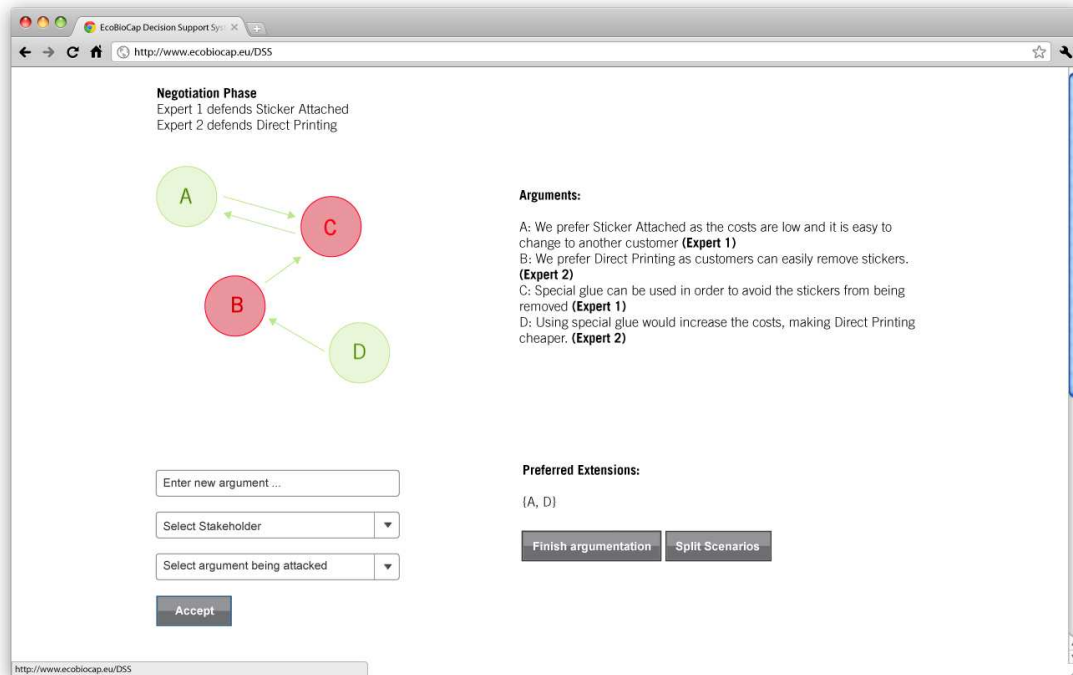 EcoBioCap Decision Support Sys
http://www.ecobiocap.eu/DSS
Negotiation Phase
Expert 1 defends Sticker Attached
Expert 2 defends Direct Printing
A
C
B
D
Arguments:
A: We prefer Sticker Attached as the costs are low and it is easy to
change to another customer (Expert 1)
B: We prefer Direct Printing as customers can easily remove stickers.
(Expert 2)
C: Special glue can be used in order to avoid the stickers from being
removed (Expert 1)
D: Using special glue would increase the costs, making Direct Printing
cheaper. (Expert 2)
Enter new argument ...
Select Stakeholder
Select argument being attacked
Accept
Preferred Extensions:
{A, D}
Finish argumentation
Split Scenarios
http://www.ecobiocap.eu/DSS